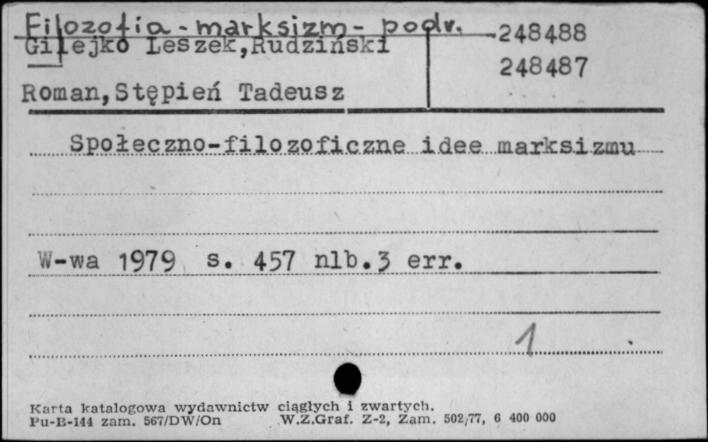 Filozofia - marksizm - podr.
Gilejko Leszek,Rudziński
248488
248487
Roman,Stępień Tadeusz
Społeczno-filozoficzne idee marksizmu
W-wa 1979 s. 457 nlb.3 err.
1
Karta katalogowa wydawnictw ciągłych i zwartych.
Pu-B-144 zam. 567/DW/On W.Z.Graf. Z-2, Zam. 502/77, 6 400 000